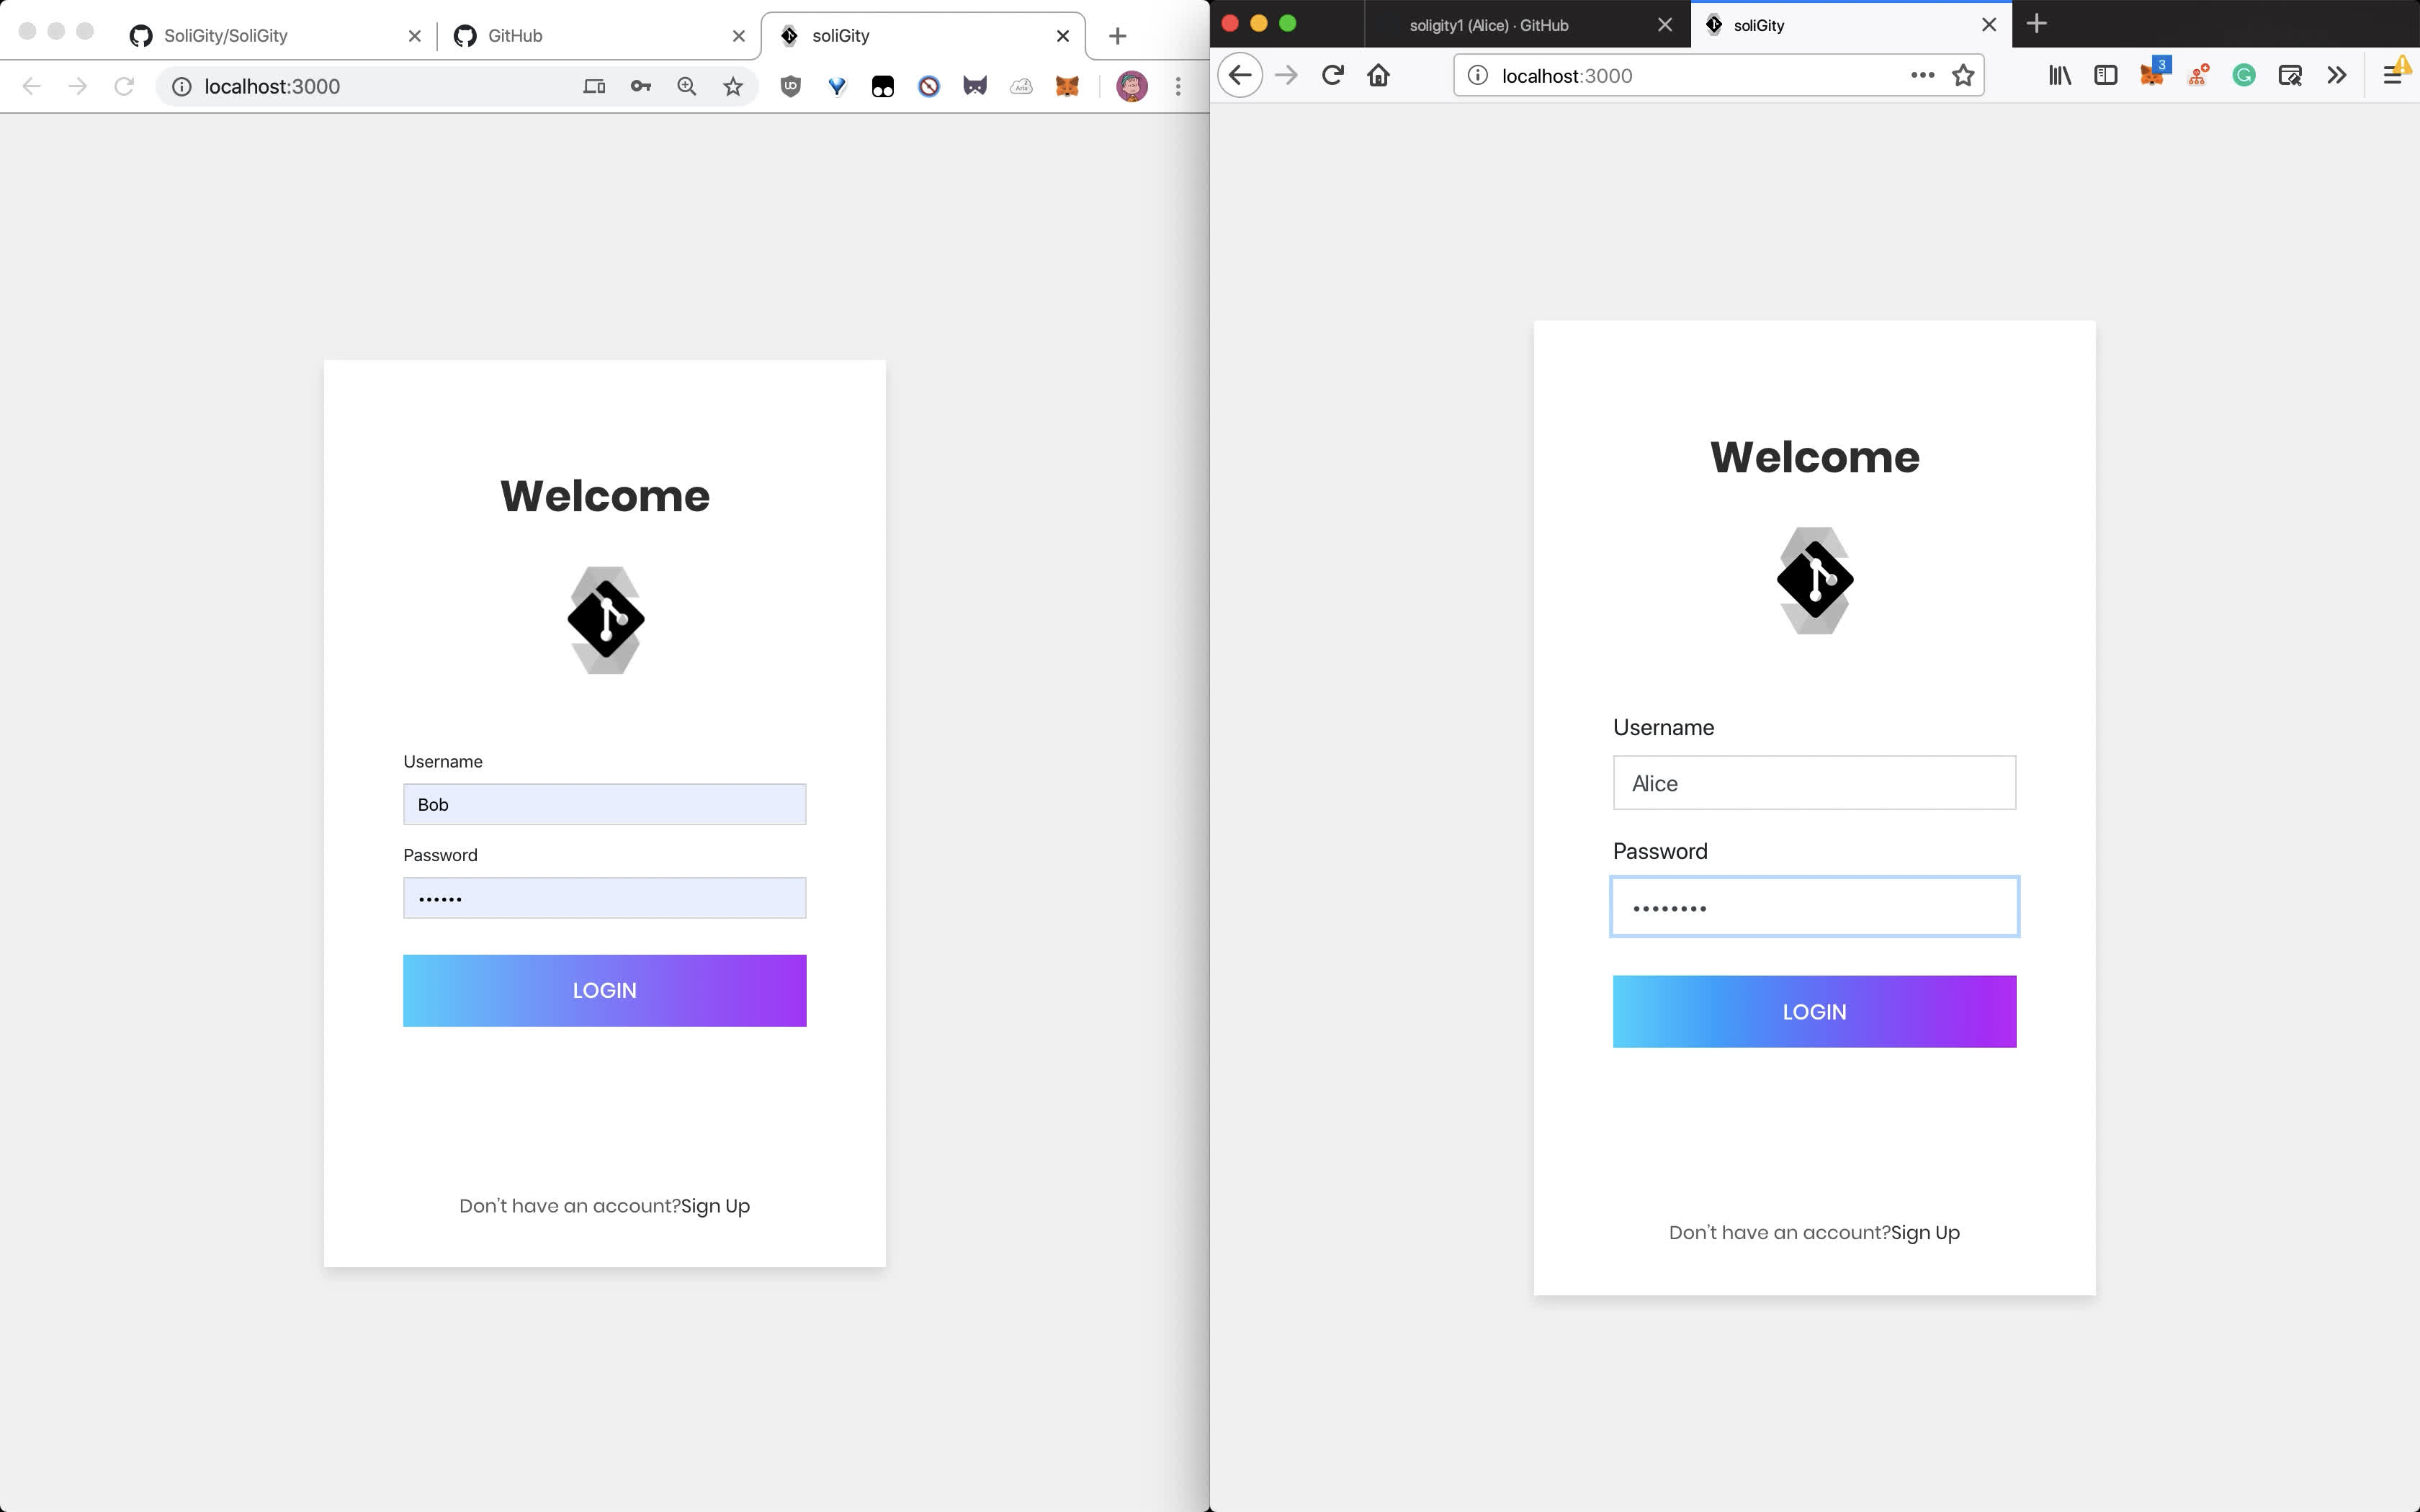 SoliGity/SoliGity
GitHub
soliGity
localhost:3000
Welcome
Username
Bob
Password
••••••
LOGIN
Don't have an account?Sign Up
soligity1 (Alice) · GitHub
soliGity
localhost:3000
3
Welcome
Username
Alice
Password
••••••••
LOGIN
Don't have an account?Sign Up